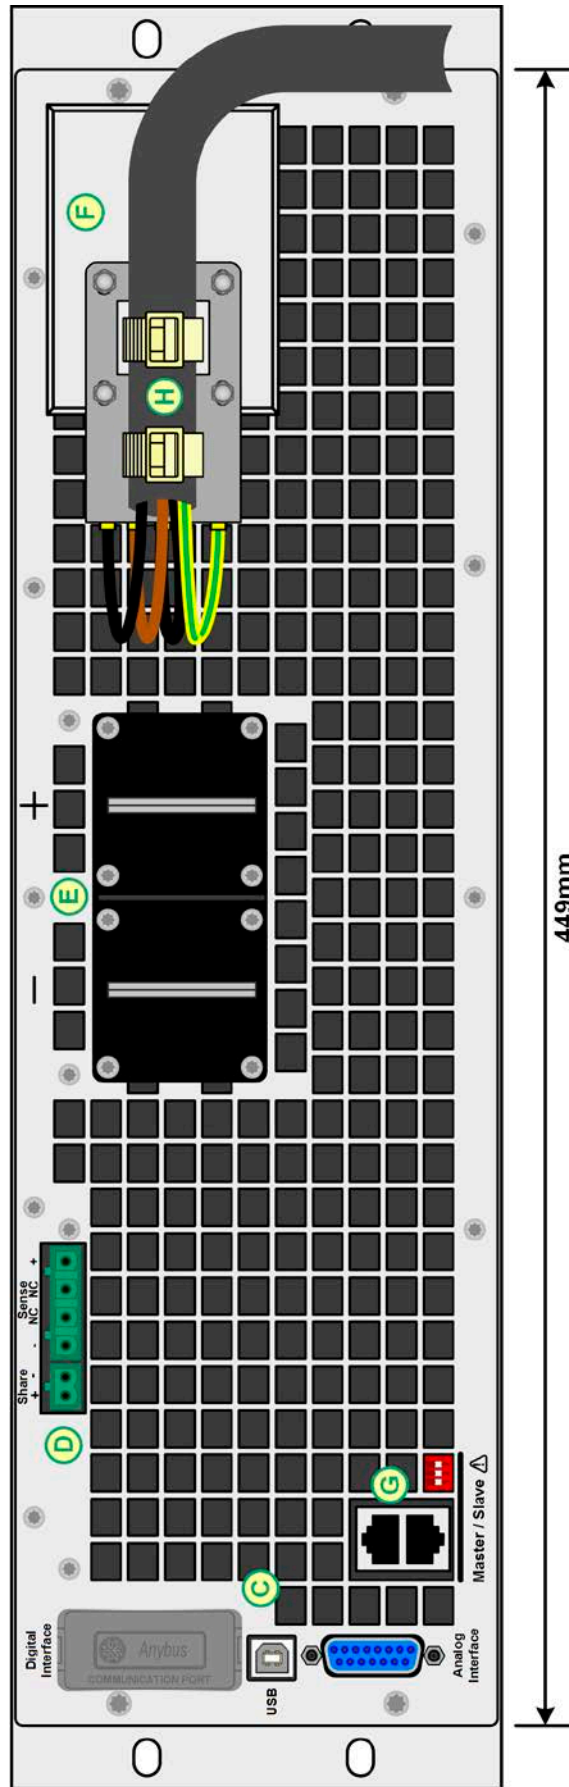 F
H
+
E
−
449mm
Share Sense
+ - - NC NC +
D
G
Master / Slave ⚠
C
Digital
Interface
Anybus
COMMUNICATION PORT
USB
Analog
Interface